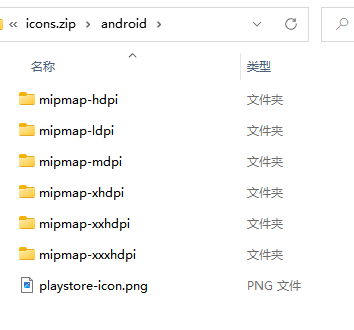 « icons.zip › android ›
名称 类型
mipmap-hdpi 文件夹
mipmap-ldpi 文件夹
mipmap-mdpi 文件夹
mipmap-xhdpi 文件夹
mipmap-xxhdpi 文件夹
mipmap-xxxhdpi 文件夹
playstore-icon.png PNG 文件